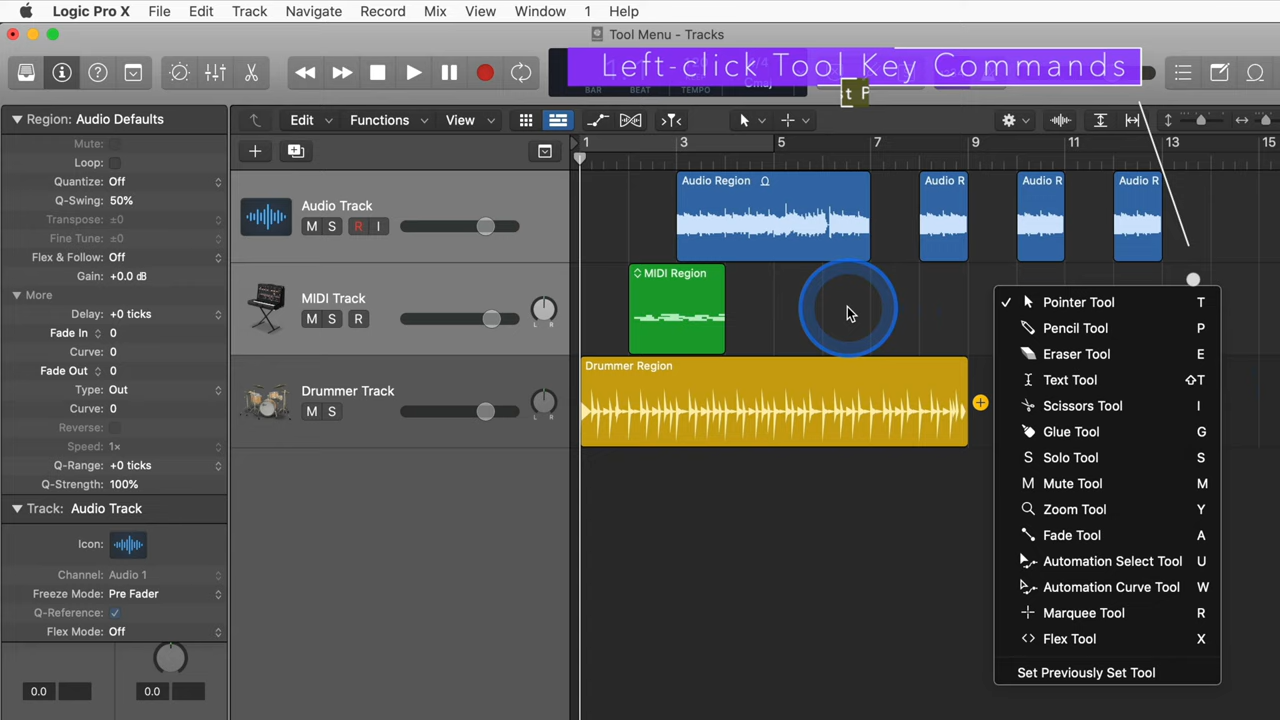 Logic Pro X File Edit Track Navigate Record Mix View Window 1 Help
Tool Menu - Tracks
Left-click Tool Key Commands
t P
/4
BAR BEAT TEMPO Cmaj
Region: Audio Defaults
Mute:
Loop:
Quantize: Off
Q-Swing: 50%
Transpose: ±0
Fine Tune: ±0
Flex & Follow: Off
Gain: +0.0 dB
More
Delay: +0 ticks
Fade In 0
Curve: 0
Fade Out 0
Type: Out
Curve: 0
Reverse:
Speed: 1×
Q-Range: +0 ticks
Q-Strength: 100%
Track: Audio Track
Icon:
Channel: Audio 1
Freeze Mode: Pre Fader
Q-Reference:
Flex Mode: Off
0.0 0.0
Edit Functions View
1 3 5 7 9 11 13 15
Audio Track
M S R I
MIDI Track
M S R
L R
Drummer Track
M S
L R
Audio Region
Audio R
Audio R
Audio R
MIDI Region
Drummer Region
Pointer Tool T
Pencil Tool P
Eraser Tool E
Text Tool ⇧T
Scissors Tool I
Glue Tool G
S Solo Tool S
M Mute Tool M
Zoom Tool Y
Fade Tool A
Automation Select Tool U
Automation Curve Tool W
Marquee Tool R
Flex Tool X
Set Previously Set Tool